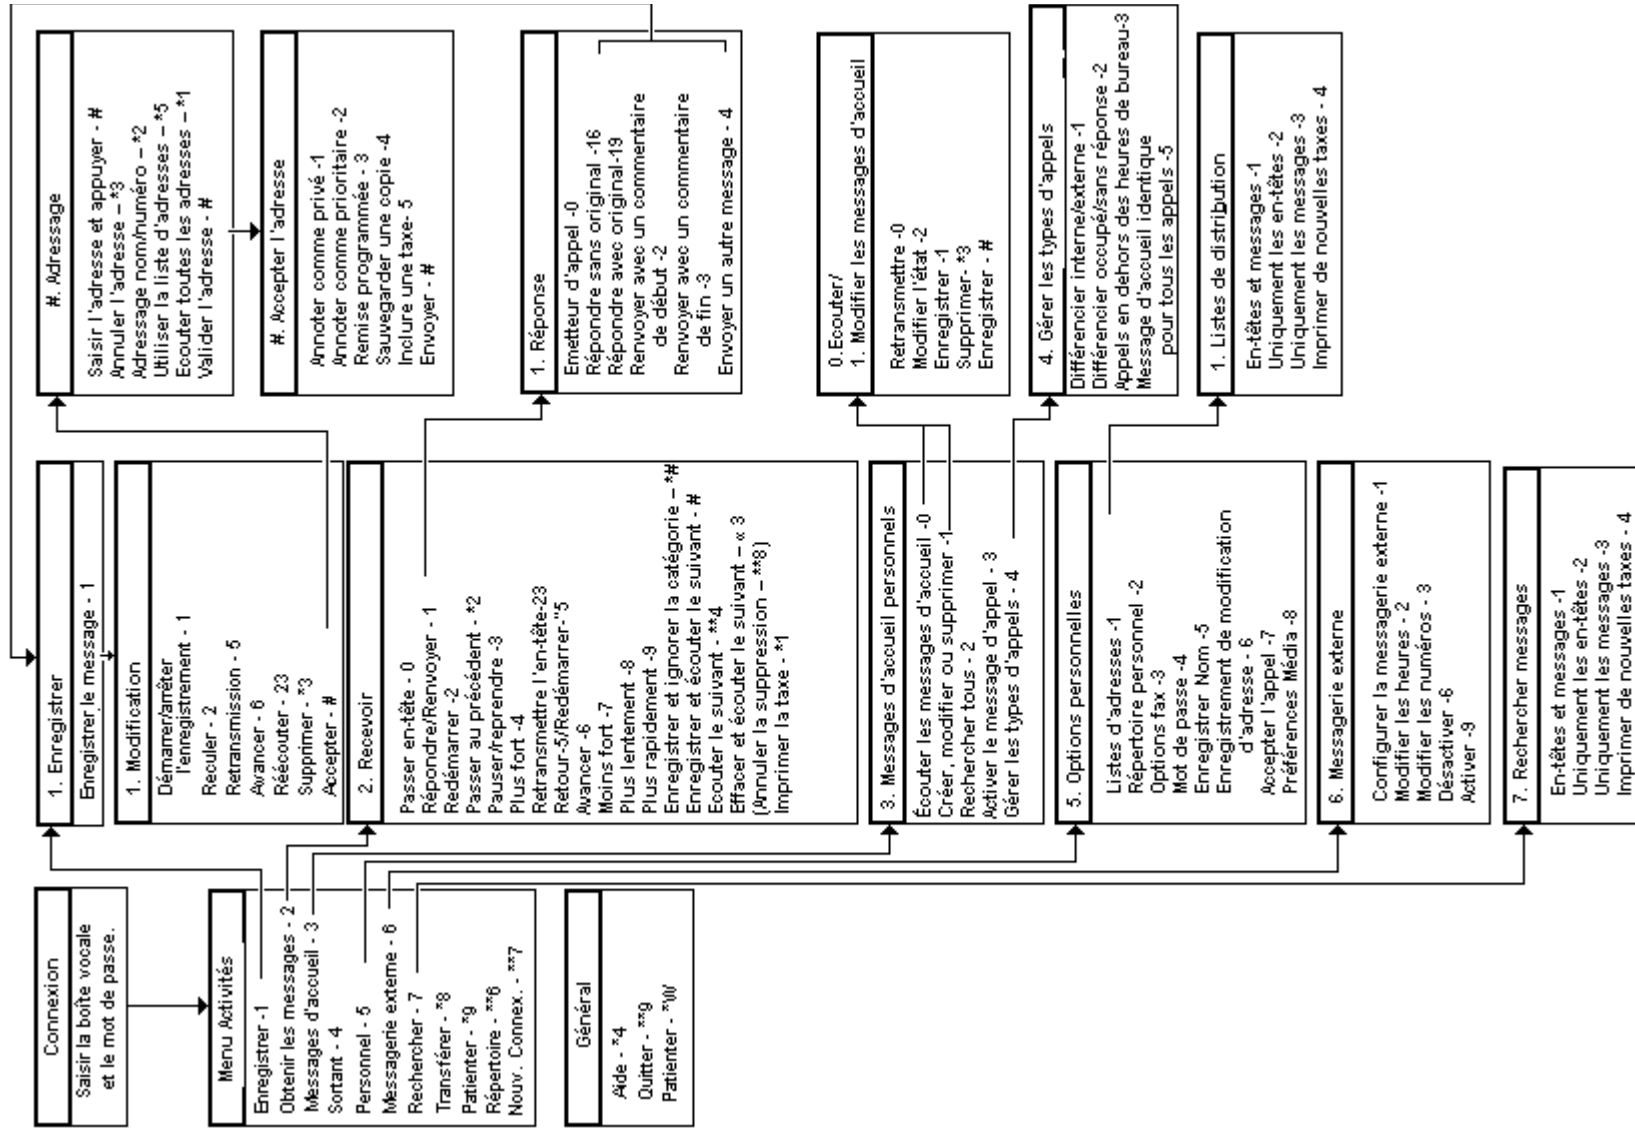 Connexion
Saisir la boîte vocale
et le mot de passe.
Menu Activités
Enregistrer -1
Obtenir les messages - 2
Messages d'accueil - 3
Sortant - 4
Personnel - 5
Messagerie externe - 6
Rechercher - 7
Transférer - *8
Patienter - *9
Répertoire - **6
Nouv. Connex. - **7
Général
Aide - *4
Quitter - **9
Patienter - *\W
1. Enregistrer
Enregistrer le message - 1
1. Modification
Démarrer/arrêter
l'enregistrement - 1
Reculer - 2
Retransmission - 5
Avancer - 6
Réécouter - 23
Supprimer - *3
Accepter - #
2. Recevoir
Passer en-tête - 0
Répondre/Renvoyer - 1
Redémarrer -2
Passer au précédent - *2
Pauser/reprendre -3
Plus fort -4
Retransmettre l'en-tête-23
Retour-5/Redémarrer-"5
Avancer -6
Moins fort -7
Plus lentement -8
Plus rapidement -9
Enregistrer et ignorer la catégorie – *#
Enregistrer et écouter le suivant - #
Ecouter le suivant - **4
Effacer et écouter le suivant – « 3
(Annuler la suppression – **8)
Imprimer la taxe - *1
3. Messages d'accueil personnels
Écouter les messages d'accueil -0
Créer, modifier ou supprimer -1
Rechercher tous - 2
Activer le message d'appel - 3
Gérer les types d'appels - 4
5. Options personnelles
Listes d'adresses -1
Répertoire personnel -2
Options fax -3
Mot de passe -4
Enregistrer Nom -5
Enregistrement de modification
d'adresse - 6
Accepter l'appel -7
Préférences Média -8
6. Messagerie externe
Configurer la messagerie externe -1
Modifier les heures - 2
Modifier les numéros - 3
Désactiver -6
Activer -9
7. Rechercher messages
En-têtes et messages -1
Uniquement les en-têtes -2
Uniquement les messages -3
Imprimer de nouvelles taxes - 4
#. Adressage
Saisir l'adresse et appuyer - #
Annuler l'adresse – *3
Adressage nom/numéro – *2
Utiliser la liste d'adresses – *5
Ecouter toutes les adresses – *1
Valider l'adresse - #
#. Accepter l'adresse
Annoter comme privé -1
Annoter comme prioritaire -2
Remise programmée - 3
Sauvegarder une copie -4
Inclure une taxe- 5
Envoyer - #
1. Réponse
Emetteur d'appel -0
Répondre sans original -16
Répondre avec original-19
Renvoyer avec un commentaire
de début -2
Renvoyer avec un commentaire
de fin -3
Envoyer un autre message - 4
0.Ecouter/
1. Modifier les messages d'accueil
Retransmettre -0
Modifier l'état -2
Enregistrer -1
Supprimer- *3
Enregistrer - #
4. Gérer les types d'appels
Différencier interne/externe -1
Différencier occupé/sans réponse -2
Appels en dehors des heures de bureau-3
Message d'accueil identique
pour tous les appels -5
1. Listes de distribution
En-têtes et messages -1
Uniquement les en-têtes -2
Uniquement les messages -3
Imprimer de nouvelles taxes - 4